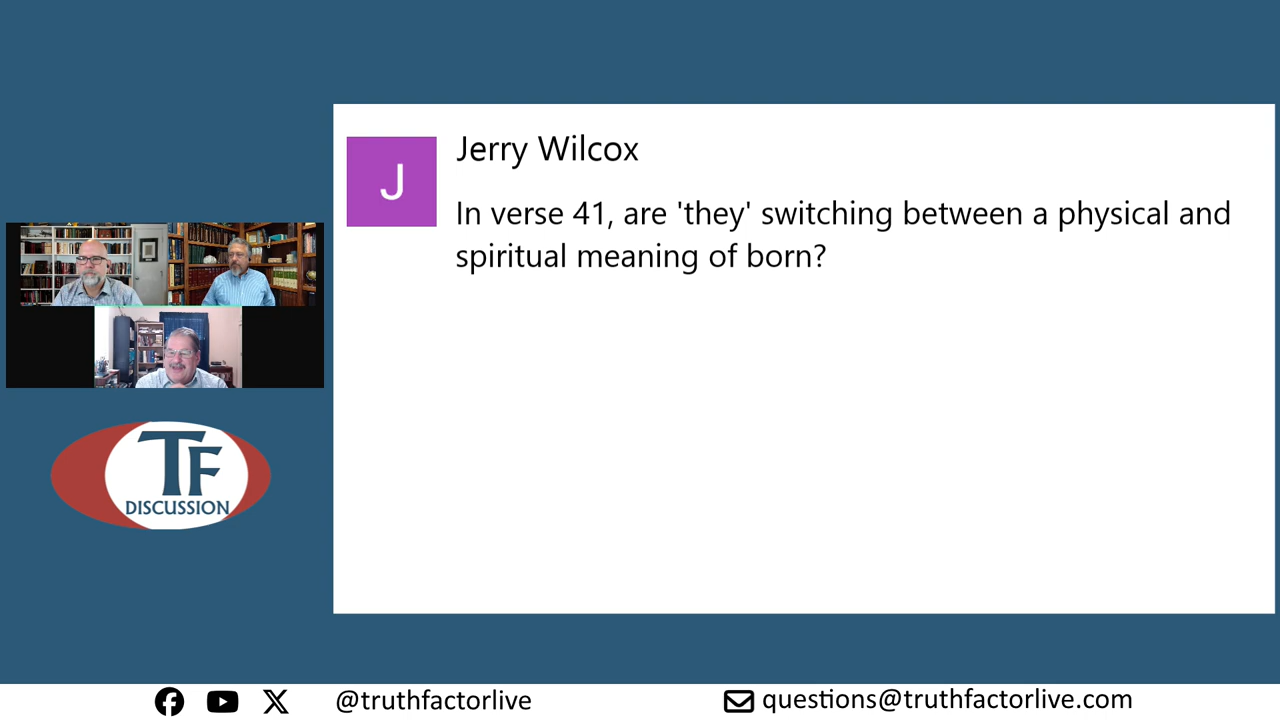 Jerry Wilcox
J
In verse 41, are 'they' switching between a physical and
spiritual meaning of born?
TF
DISCUSSION
@truthfactorlive
questions@truthfactorlive.com